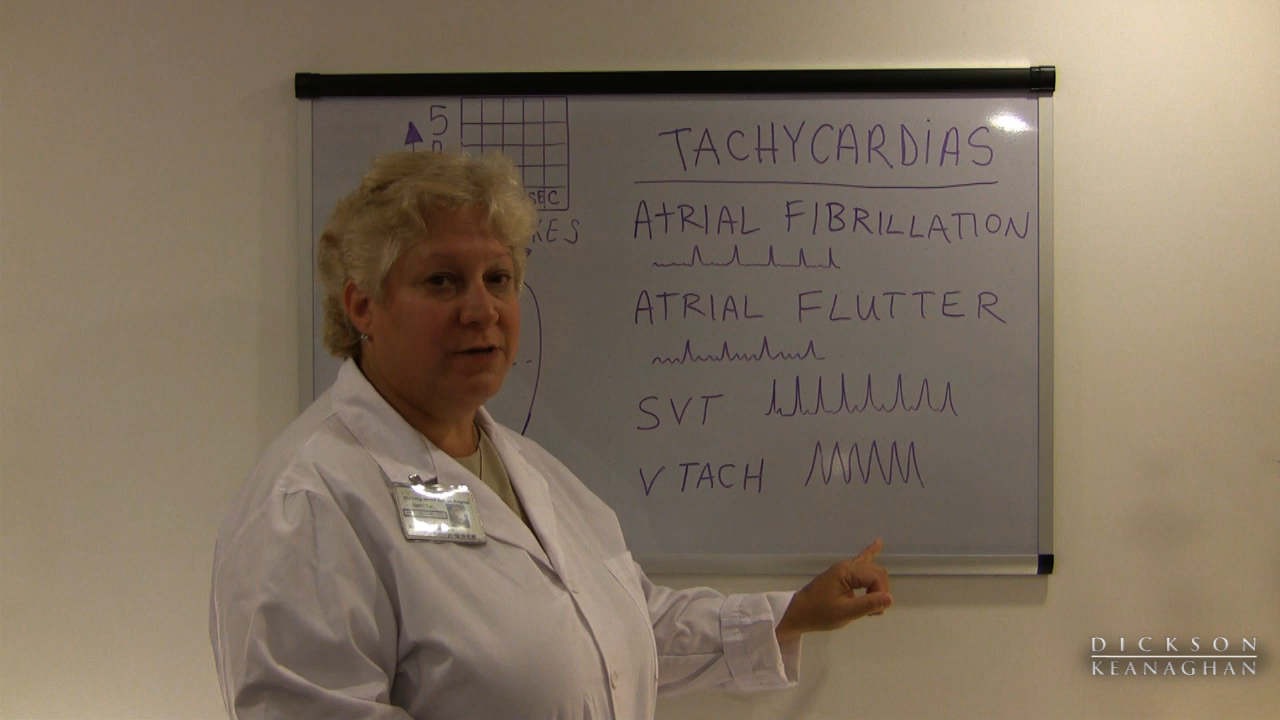 5
SEC
TACHYCARDIAS
ATRIAL FIBRILLATION
ATRIAL FLUTTER
SVT
V TACH
DICKSON
KEANAGHAN